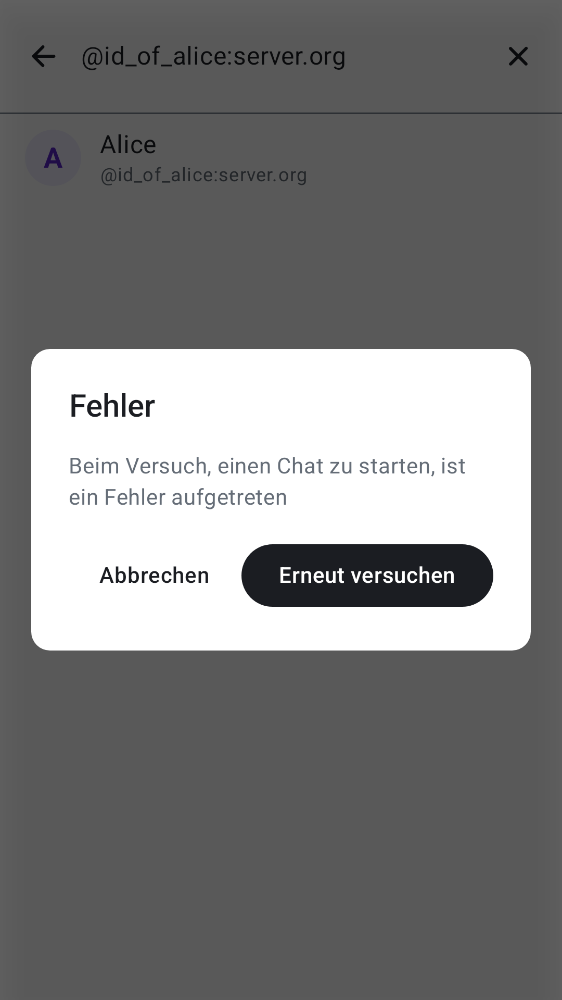 @id_of_alice:server.org
A
Alice
@id_of_alice:server.org
Fehler
Beim Versuch, einen Chat zu starten, ist
ein Fehler aufgetreten
Abbrechen
Erneut versuchen